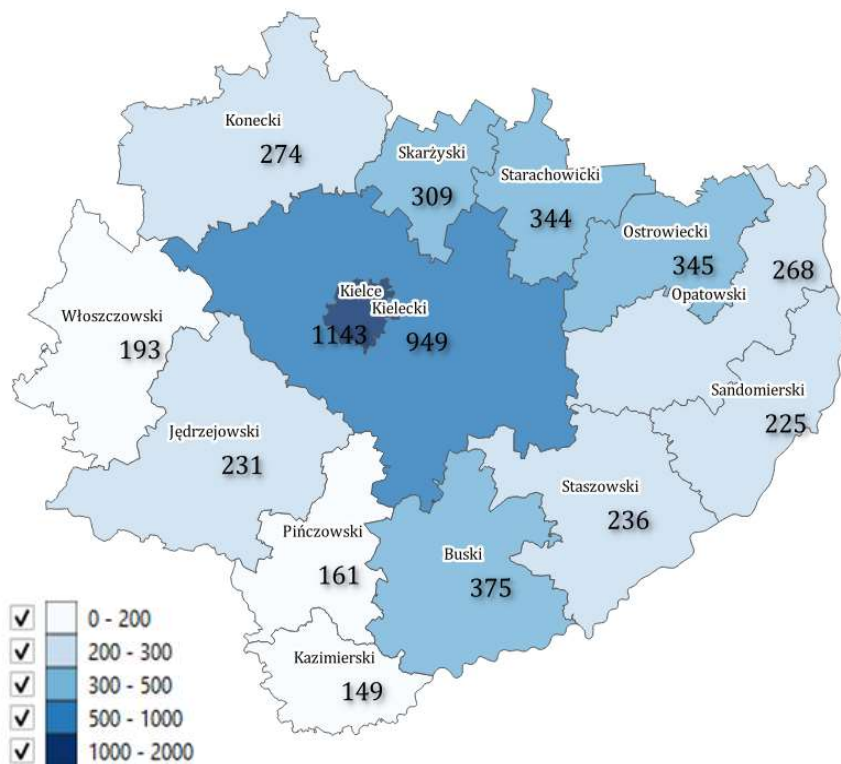 Konecki
274
Skarżyski
309
Starachowicki
344
Ostrowiecki
345
268
Opatowski
Kielce
Kielecki
1143
949
Włoszczowski
193
Sandomierski
225
Jędrzejowski
231
Staszowski
236
Pińczowski
161
Buski
375
Kazimierski
149
0 - 200
200 - 300
300 - 500
500 - 1000
1000 - 2000